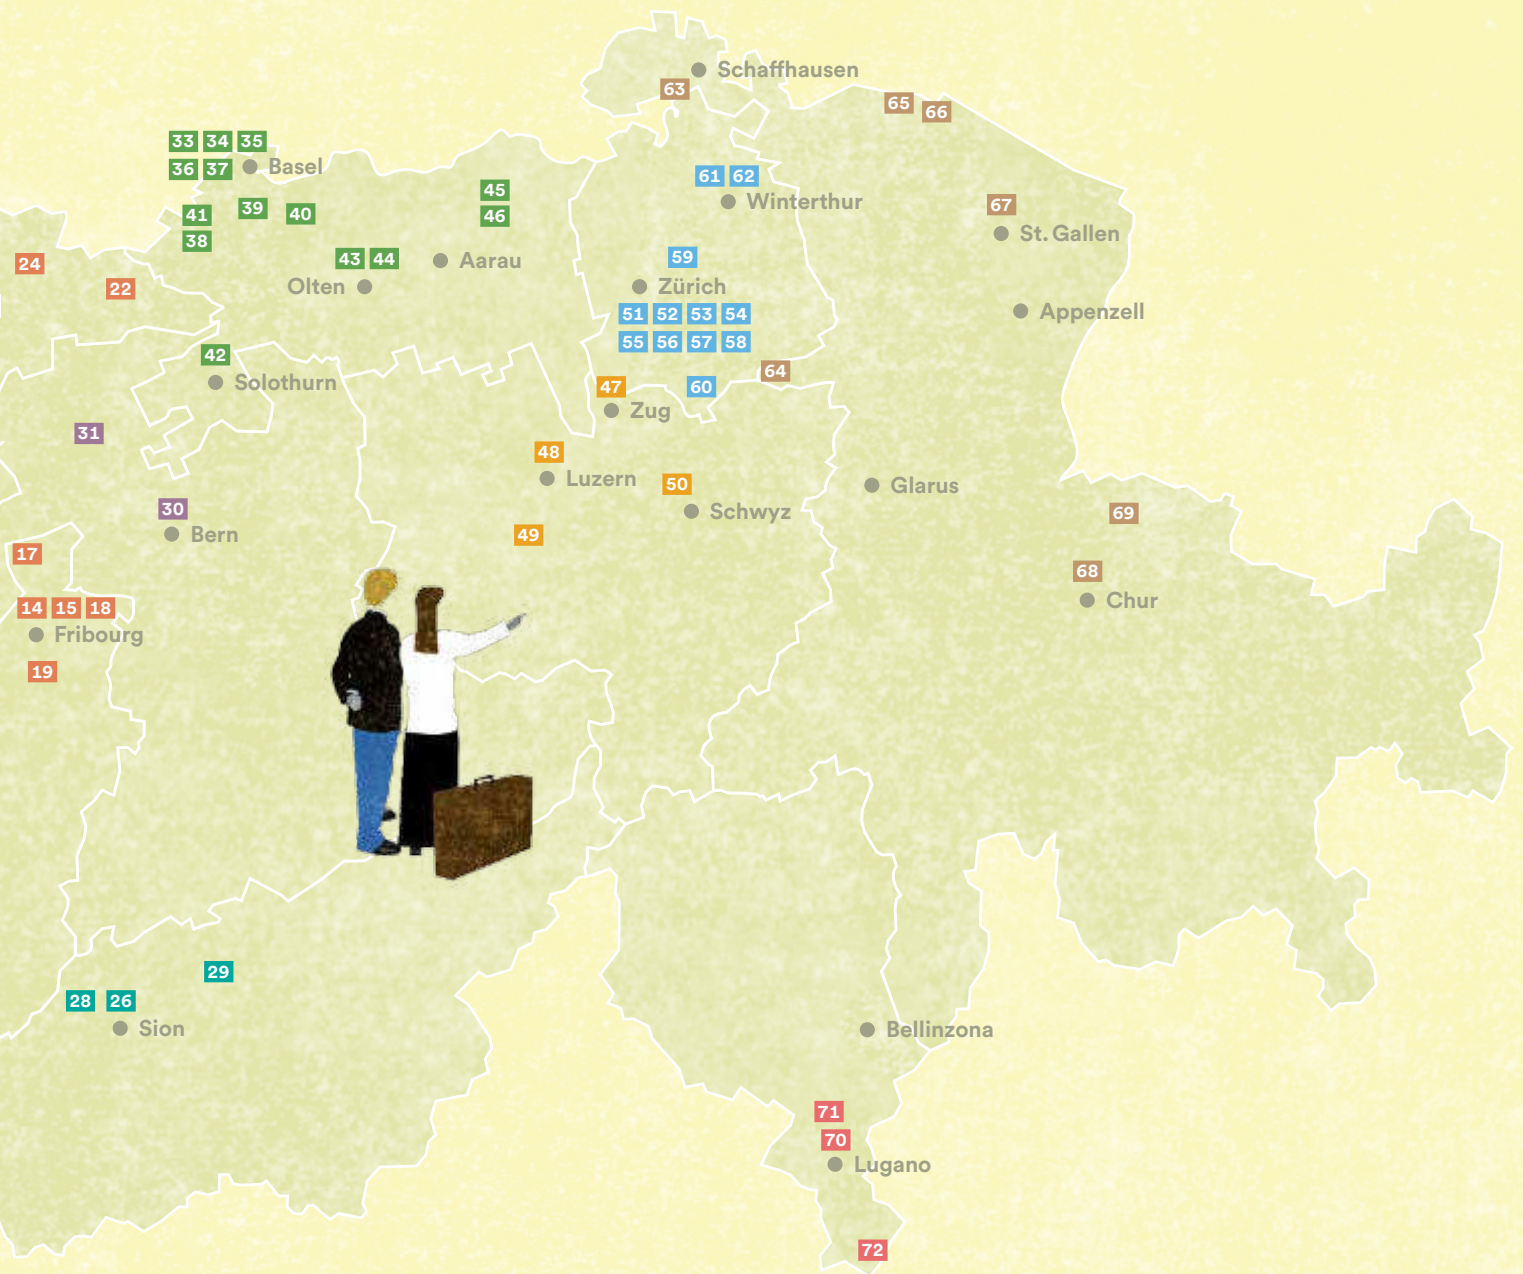 Schaffhausen
63
65 66
33 34 35
36 37 Basel
61 62
45
Winterthur
39 40
41
46
67
38
St. Gallen
43 44
Aarau
59
24
22
Olten
Zürich
51 52 53 54
Appenzell
55 56 57 58
42
64
Solothurn
47
60
Zug
31
48
Luzern
50
Glarus
30
Schwyz
69
Bern
49
17
68
14 15 18
Chur
Fribourg
19
29
28 26
Sion
Bellinzona
71
70
Lugano
72